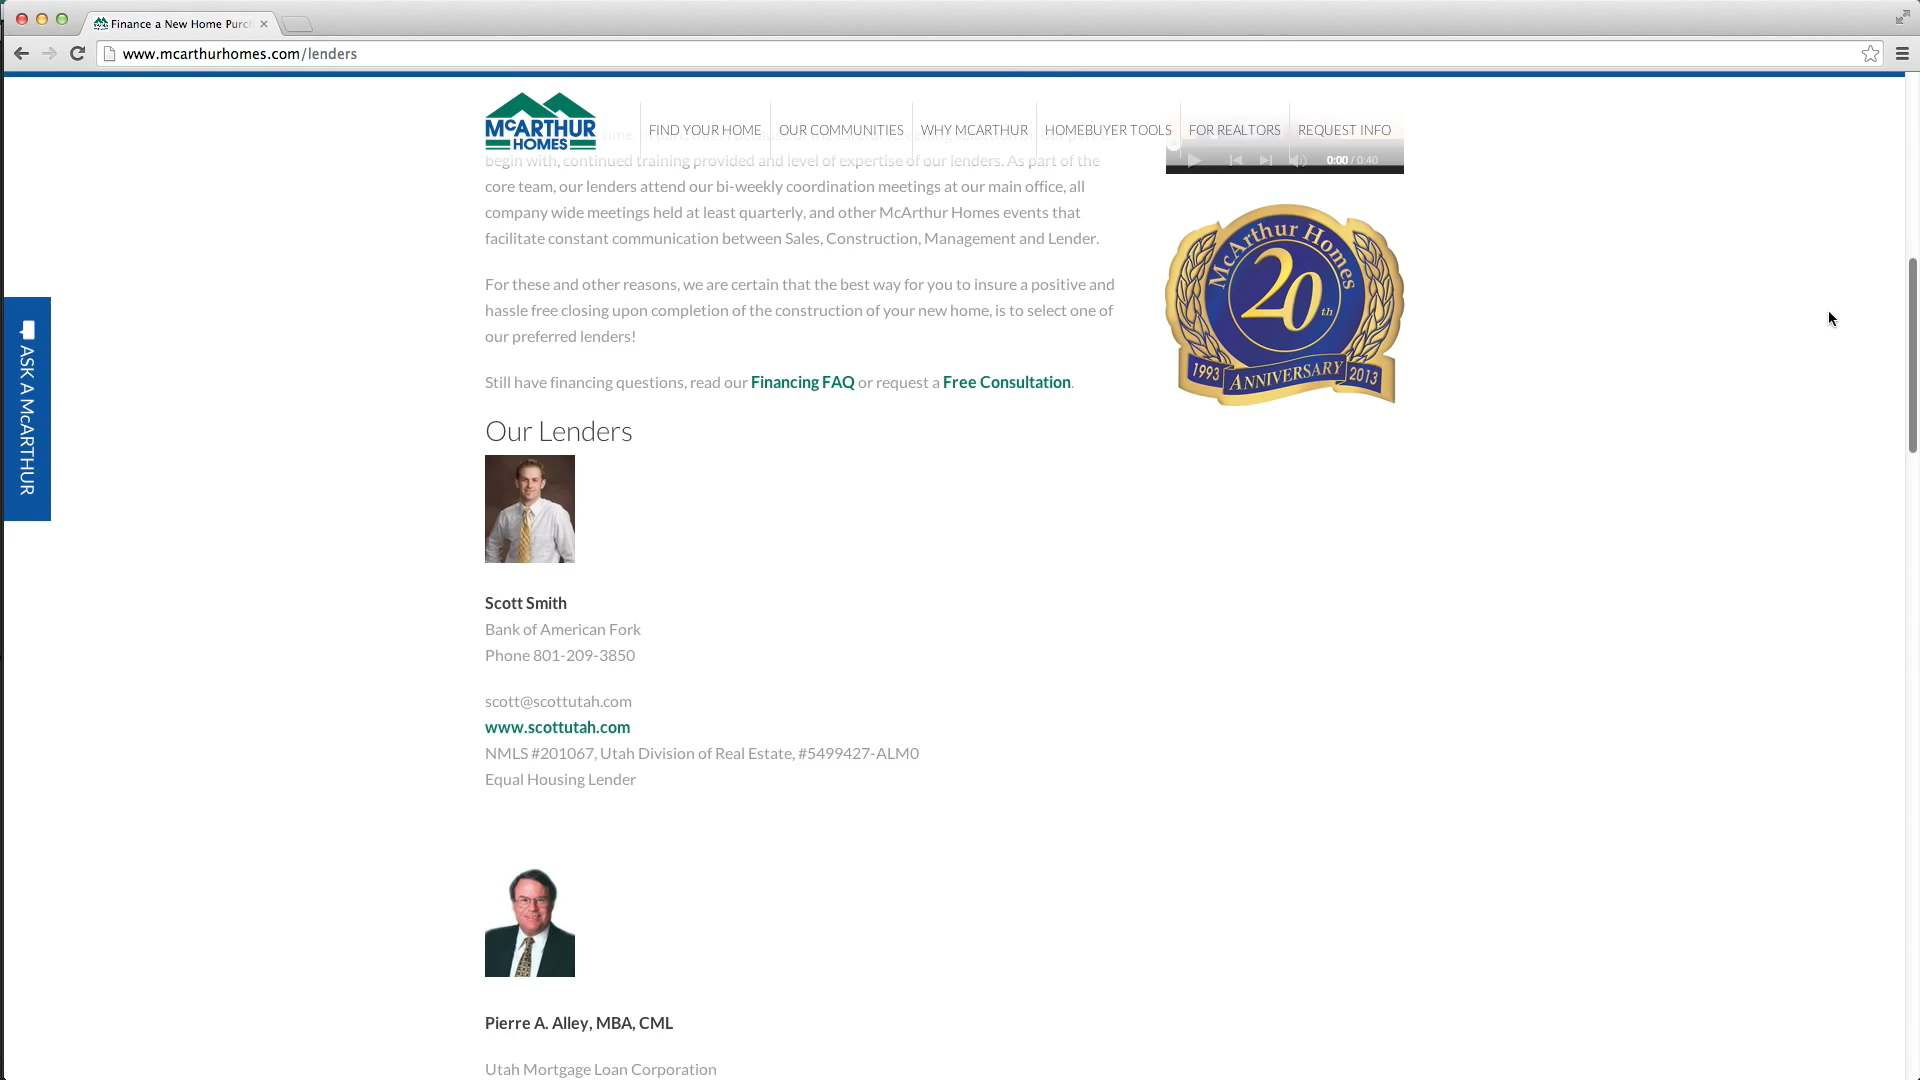 Finance a New Home Purc
www.mcarthurhomes.com/lenders
McARTHUR
HOMES
FIND YOUR HOME
OUR COMMUNITIES
WHY MCARTHUR
HOMEBUYER TOOLS
FOR REALTORS
REQUEST INFO
begin with, continued training provided and level of expertise of our lenders. As part of the
core team, our lenders attend our bi-weekly coordination meetings at our main office, all
company wide meetings held at least quarterly, and other McArthur Homes events that
facilitate constant communication between Sales, Construction, Management and Lender.
For these and other reasons, we are certain that the best way for you to insure a positive and
hassle free closing upon completion of the construction of your new home, is to select one of
our preferred lenders!
Still have financing questions, read our Financing FAQ or request a Free Consultation.
0:00 / 0:40
McArthur Homes
20th
1993 ANNIVERSARY 2013
ASK A McARTHUR
Our Lenders
Scott Smith
Bank of American Fork
Phone 801-209-3850
scott@scottutah.com
www.scottutah.com
NMLS #201067, Utah Division of Real Estate, #5499427-ALM0
Equal Housing Lender
Pierre A. Alley, MBA, CML
Utah Mortgage Loan Corporation